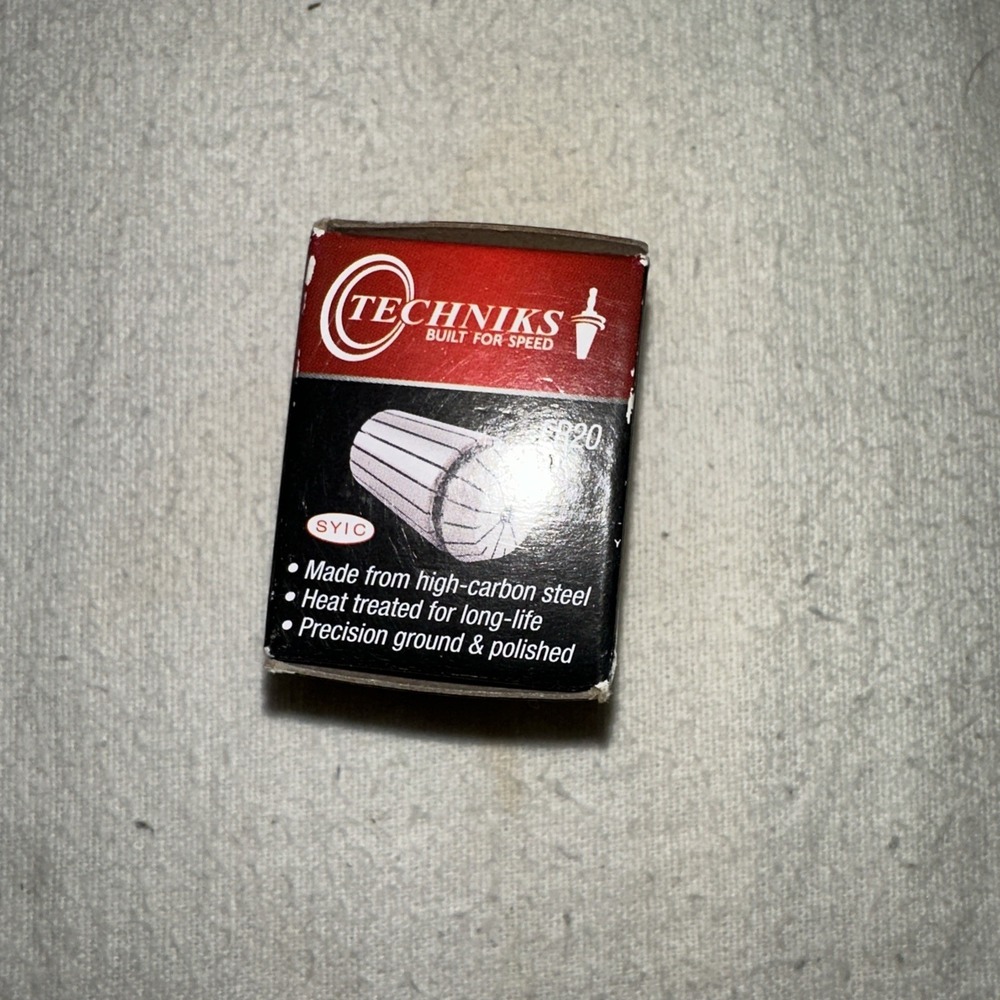 TECHNIKS
BUILT FOR SPEED
SYIC
• Made from high-carbon steel
• Heat treated for long-life
• Precision ground & polished